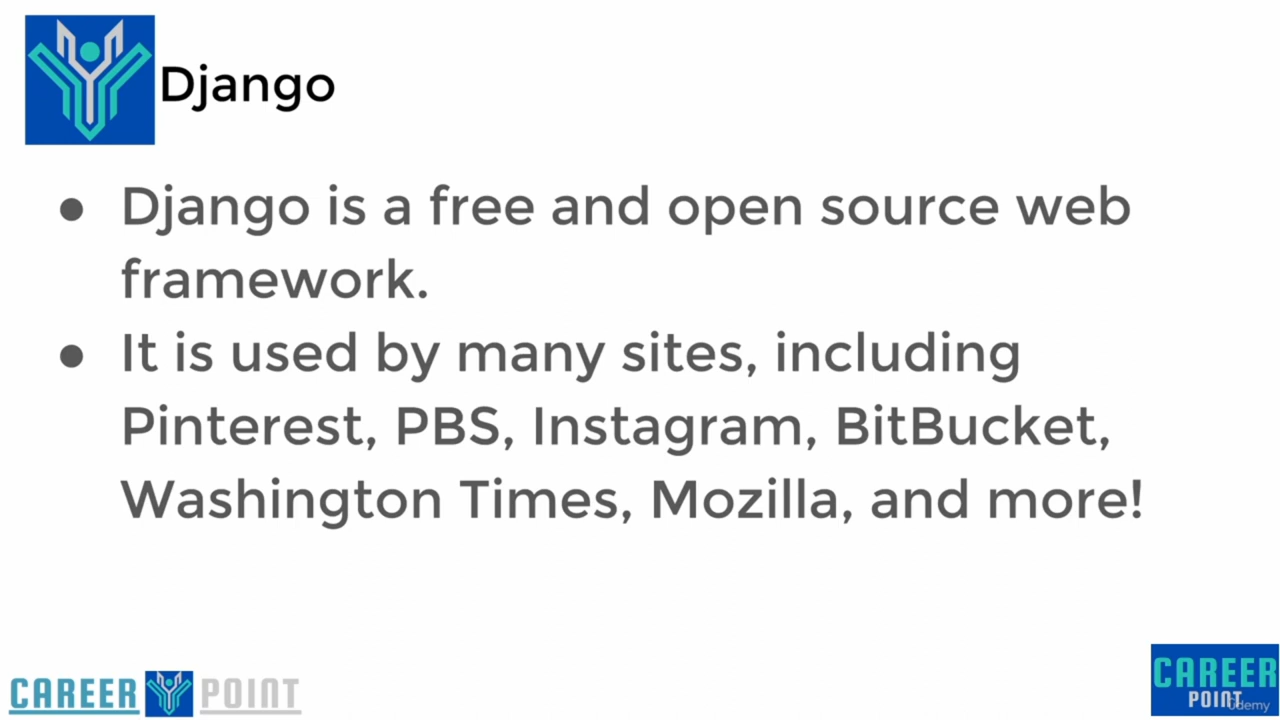 Django
● Django is a free and open source web
framework.
● It is used by many sites, including
Pinterest, PBS, Instagram, BitBucket,
Washington Times, Mozilla, and more!
CAREER POINT
CAREER
POINT
Udemy